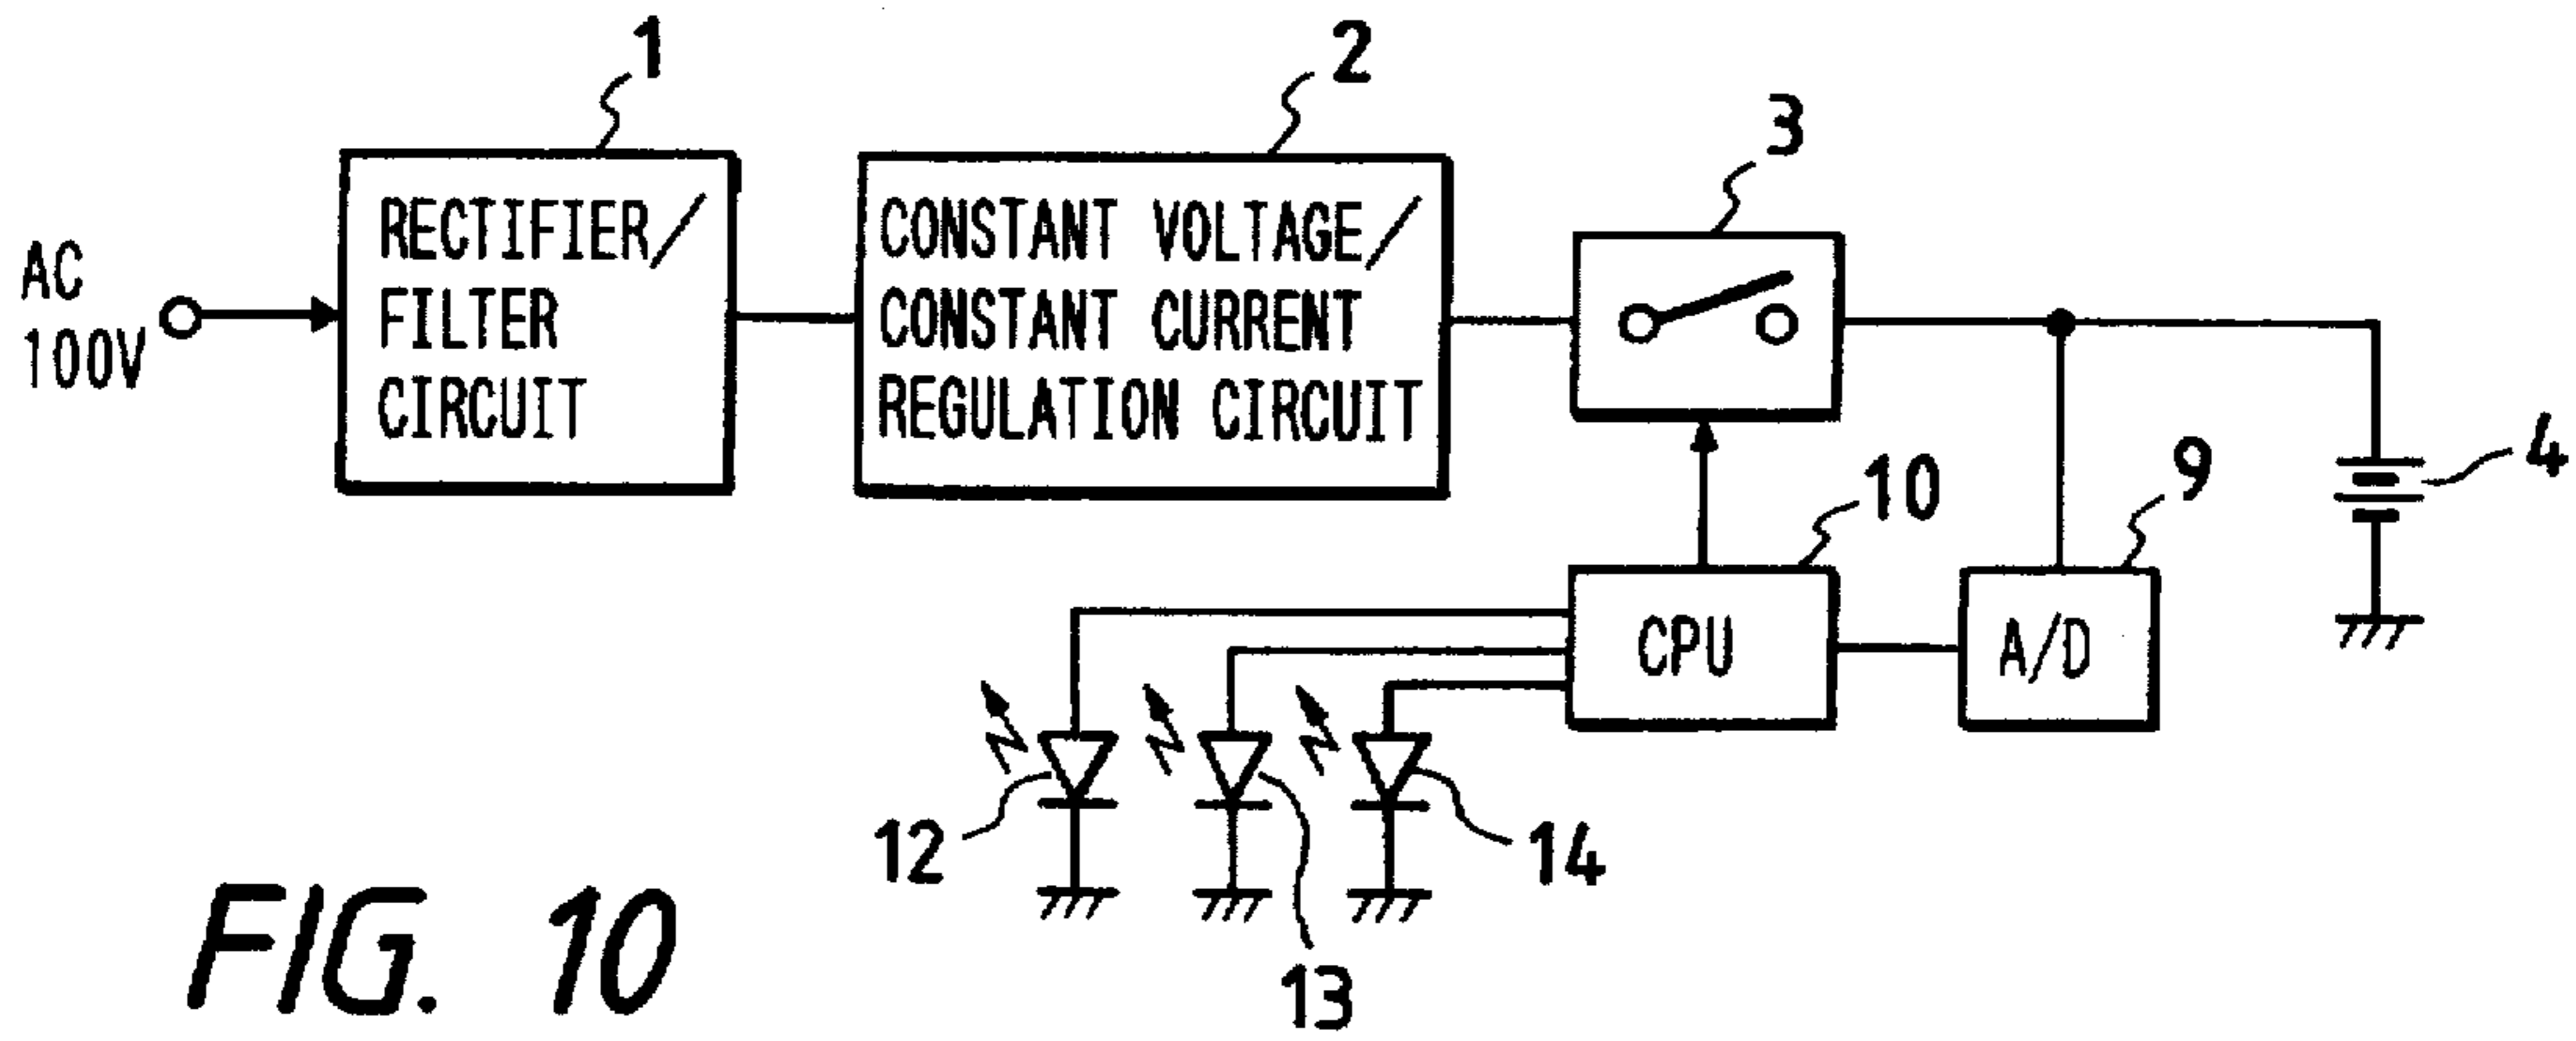 1
2
3
AC
100V
RECTIFIER/
FILTER
CIRCUIT
CONSTANT VOLTAGE/
CONSTANT CURRENT
REGULATION CIRCUIT
4
9
10
CPU
A/D
12
13
14
FIG. 10